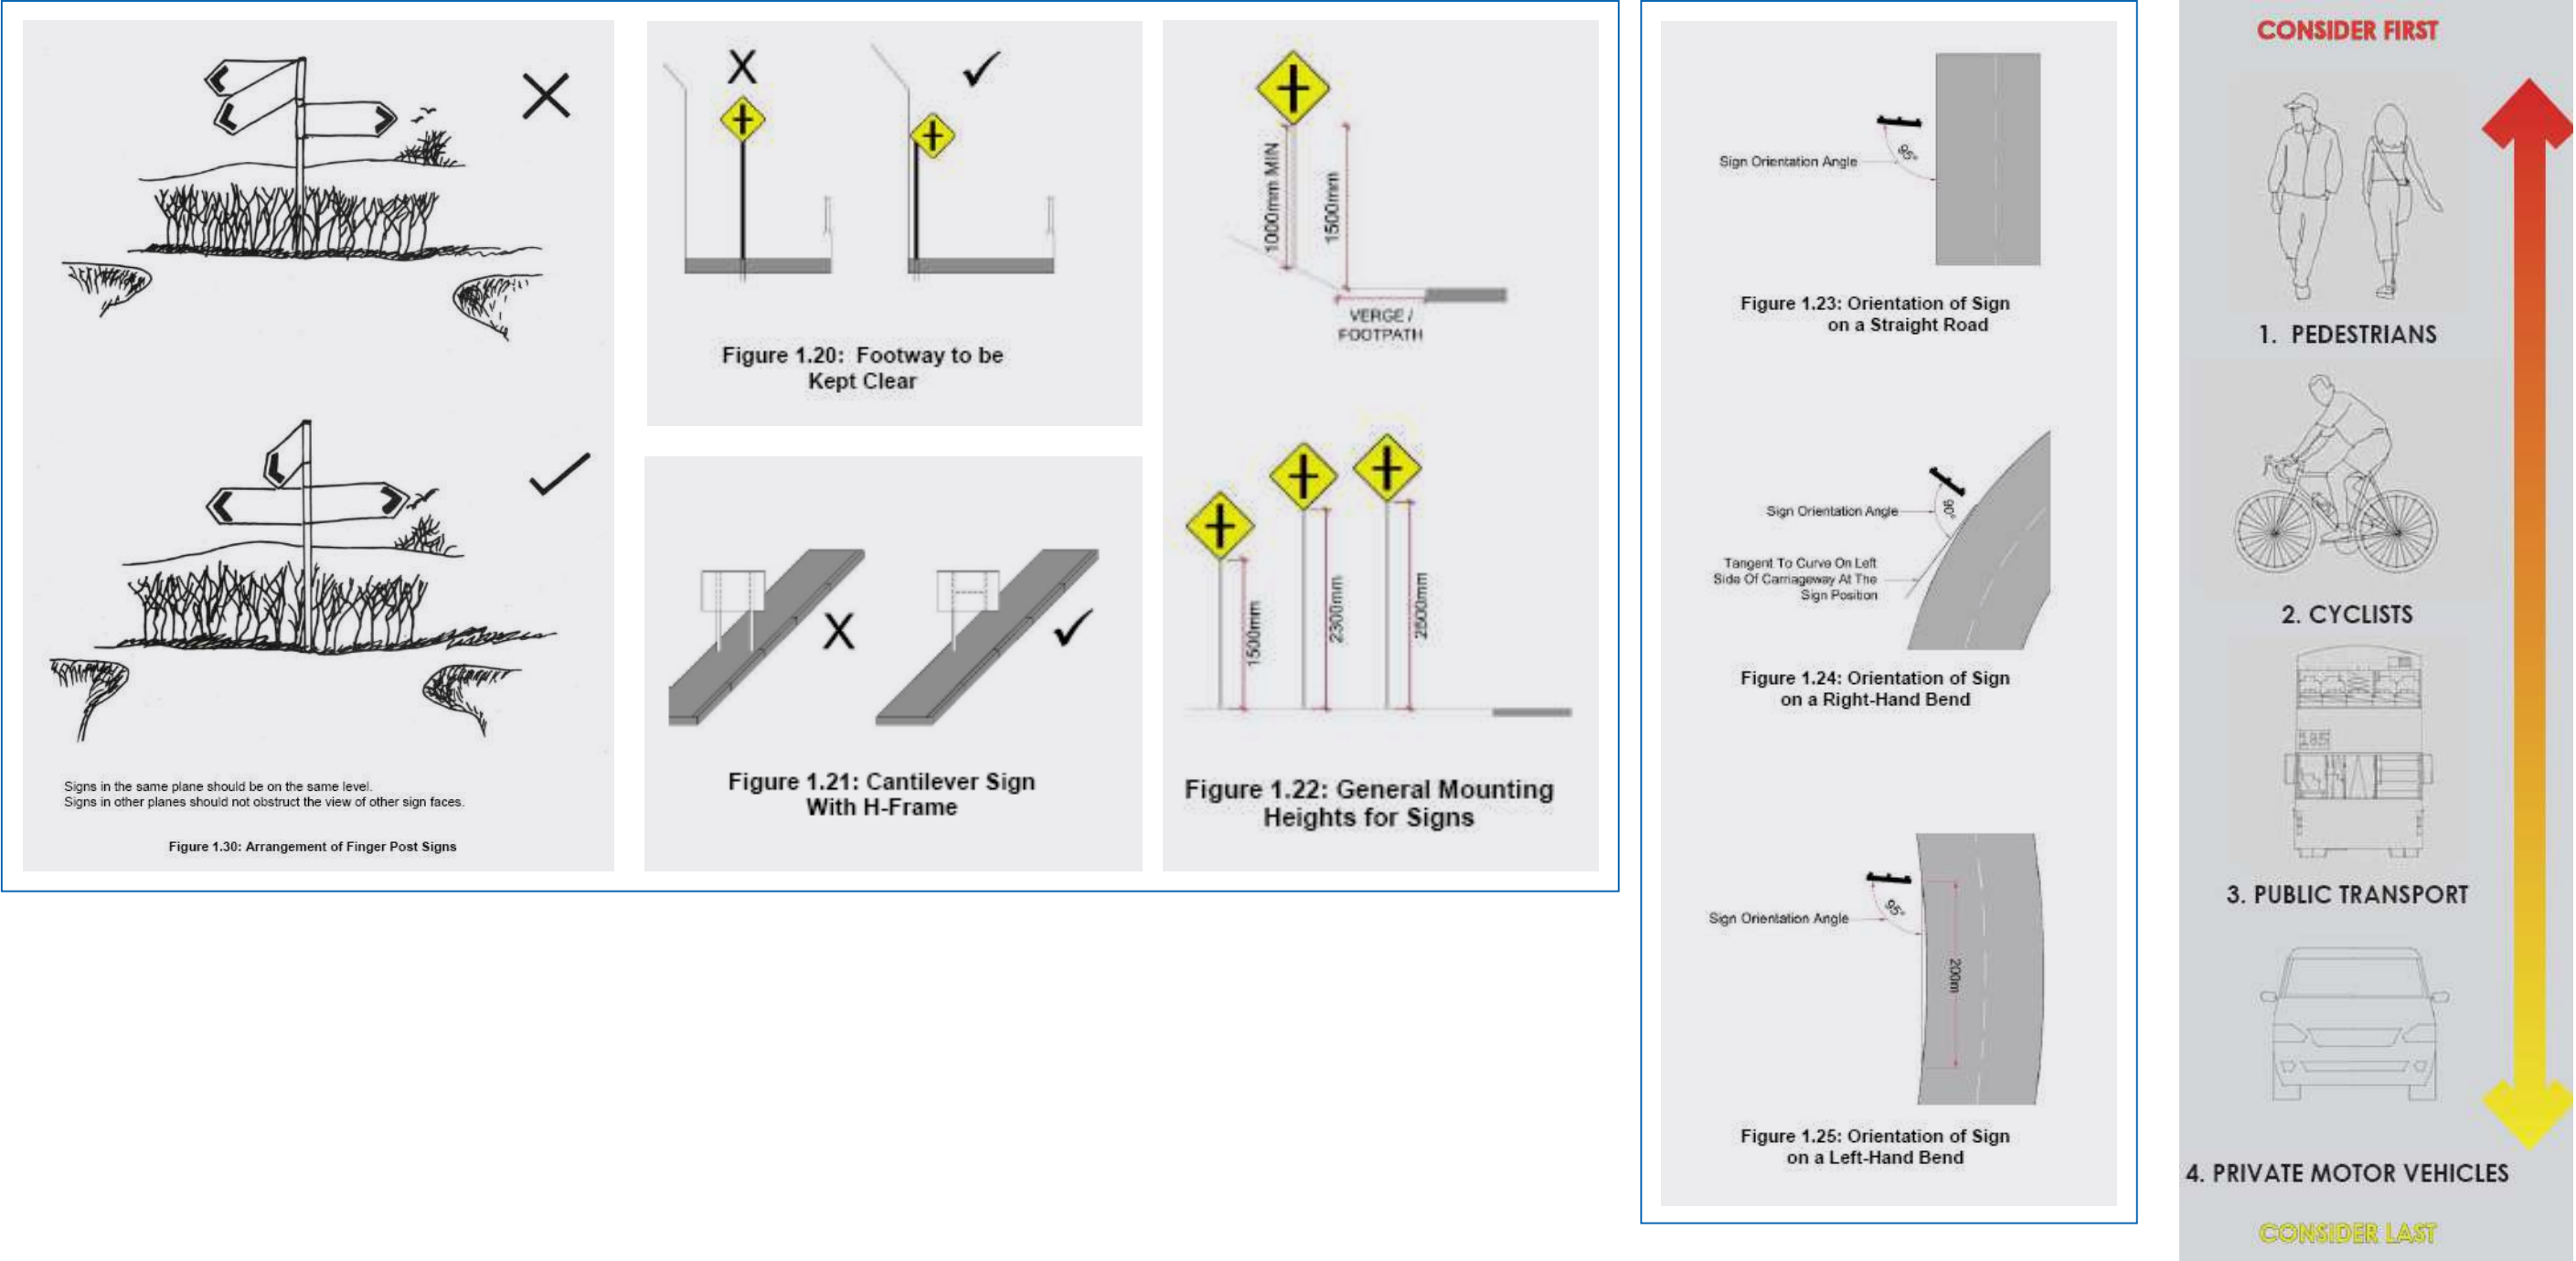 Signs in the same plane should be on the same level.
Signs in other planes should not obstruct the view of other sign faces.
Figure 1.30: Arrangement of Finger Post Signs
X
Figure 1.20: Footway to be
Kept Clear
X
Figure 1.21: Cantilever Sign
With H-Frame
1000mm MIN
1500mm
VERGE /
FOOTPATH
1500mm
2300mm
Figure 1.22: General Mounting
Heights for Signs
95°
Sign Orientation Angle
Figure 1.23: Orientation of Sign
on a Straight Road
Sign Orientation Angle
90°
Tangent To Curve On Left
Side Of Carriageway At The
Sign Position
Figure 1.24: Orientation of Sign
on a Right-Hand Bend
95°
Sign Orientation Angle
200m
Figure 1.25: Orientation of Sign
on a Left-Hand Bend
CONSIDER FIRST
1. PEDESTRIANS
2. CYCLISTS
185
3. PUBLIC TRANSPORT
4. PRIVATE MOTOR VEHICLES
CONSIDER LAST